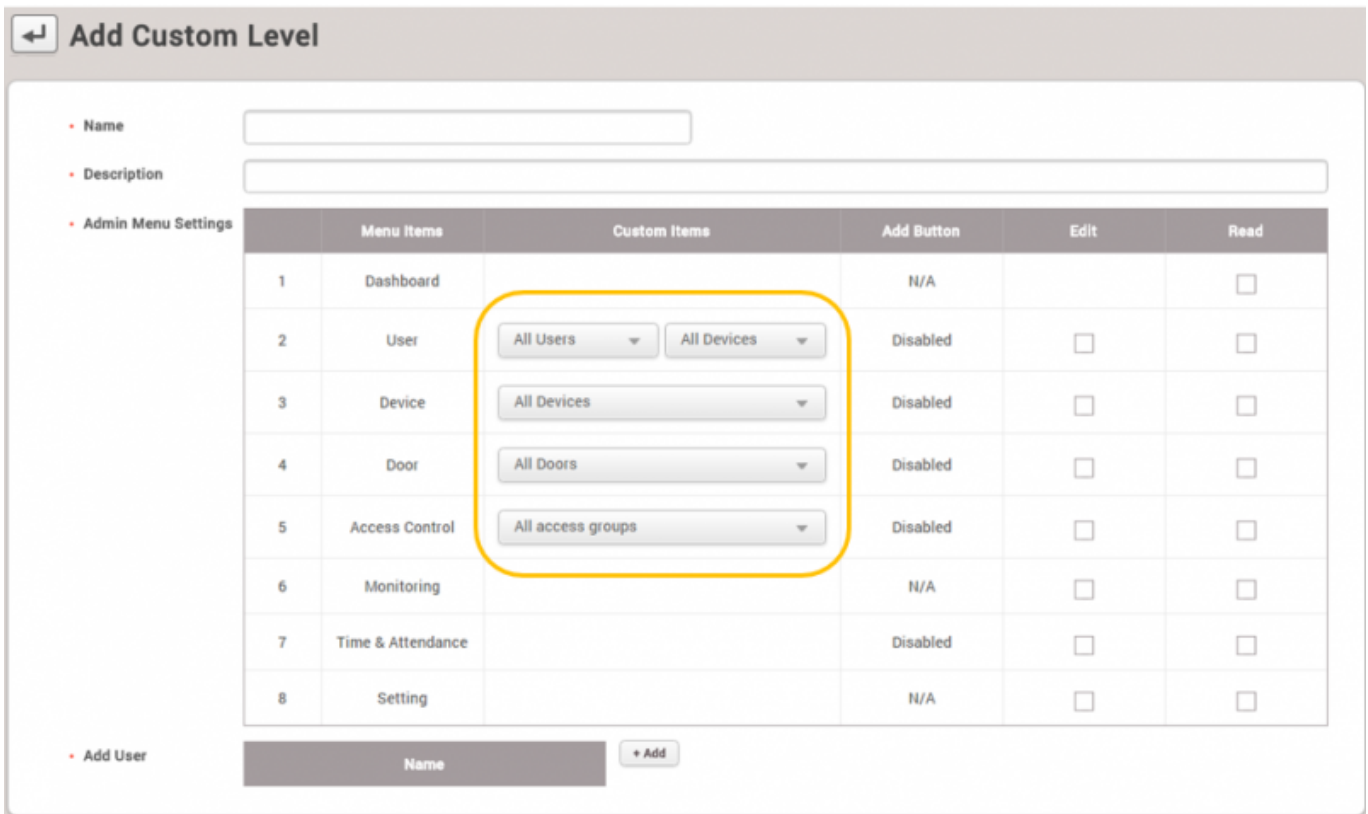 Add Custom Level
• Name
• Description
• Admin Menu Settings
Menu Items Custom Items Add Button Edit Read
1 Dashboard N/A
2 User All Users All Devices Disabled
3 Device All Devices Disabled
4 Door All Doors Disabled
5 Access Control All access groups Disabled
6 Monitoring N/A
7 Time & Attendance Disabled
8 Setting N/A
• Add User Name + Add